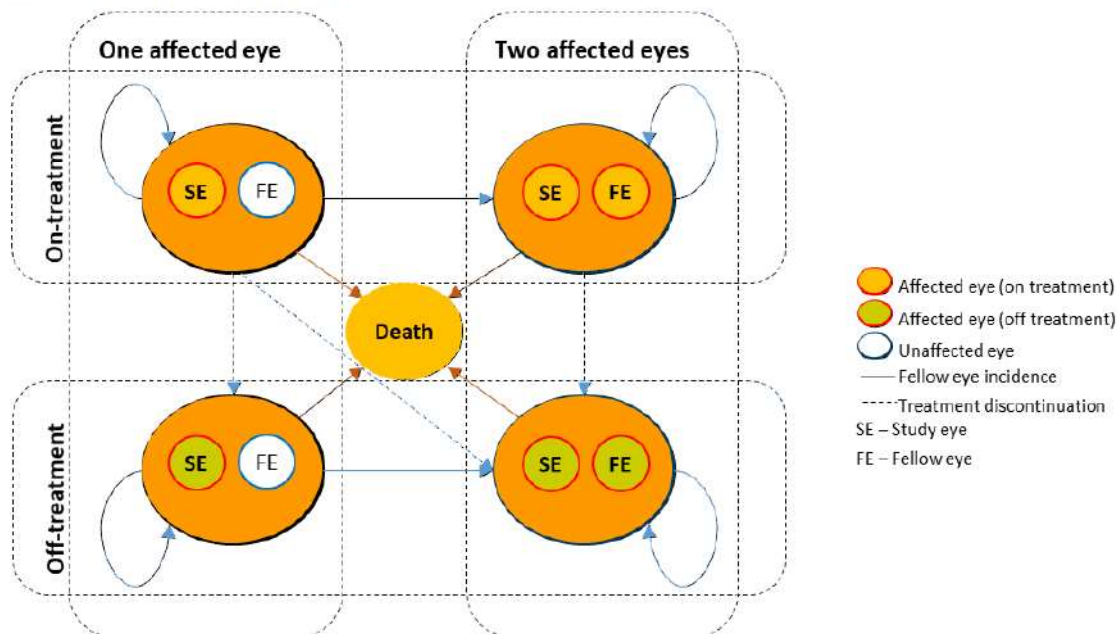 One affected eye
Two affected eyes
On-treatment
SE
FE
SE
FE
Death
Off-treatment
SE
FE
SE
FE
Affected eye (on treatment)
Affected eye (off treatment)
Unaffected eye
Fellow eye incidence
Treatment discontinuation
SE – Study eye
FE – Fellow eye